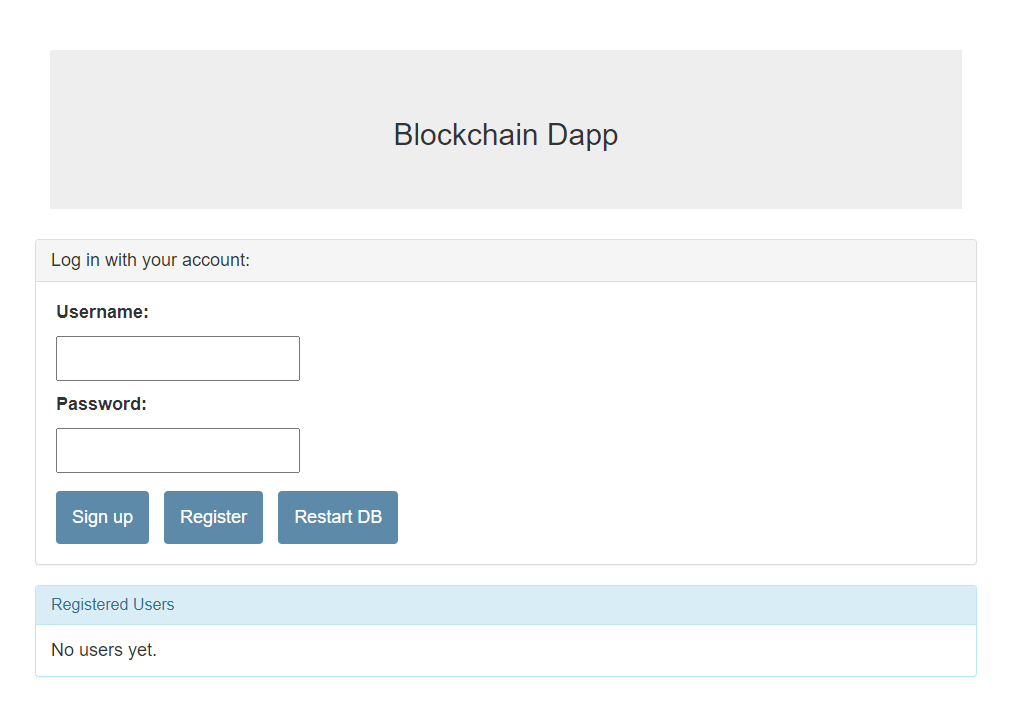 Blockchain Dapp
Log in with your account:
Username:
Password:
Sign up Register Restart DB
Registered Users
No users yet.